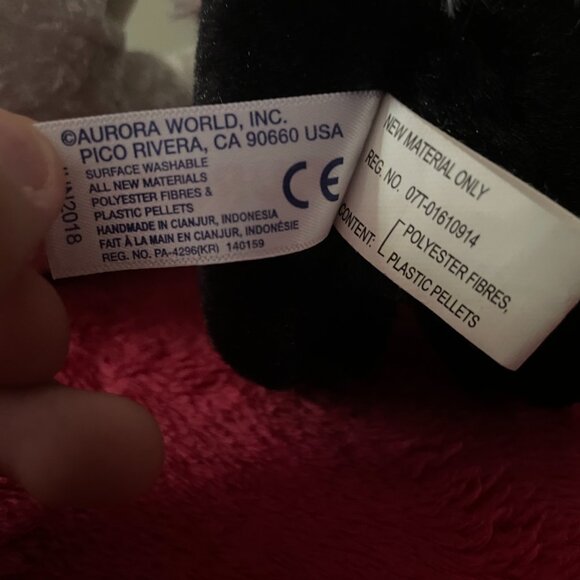 ©AURORA WORLD, INC.
PICO RIVERA, CA 90660 USA
SURFACE WASHABLE
ALL NEW MATERIALS
POLYESTER FIBRES &
PLASTIC PELLETS
HANDMADE IN CIANJUR, INDONESIA
FAIT À LA MAIN EN CIANJUR, INDONÉSIE
REG. NO. PA-4296(KR) 140159
CE
2018
NEW MATERIAL ONLY
REG. NO. 07T-01610914
CONTENT: POLYESTER FIBRES,
PLASTIC PELLETS